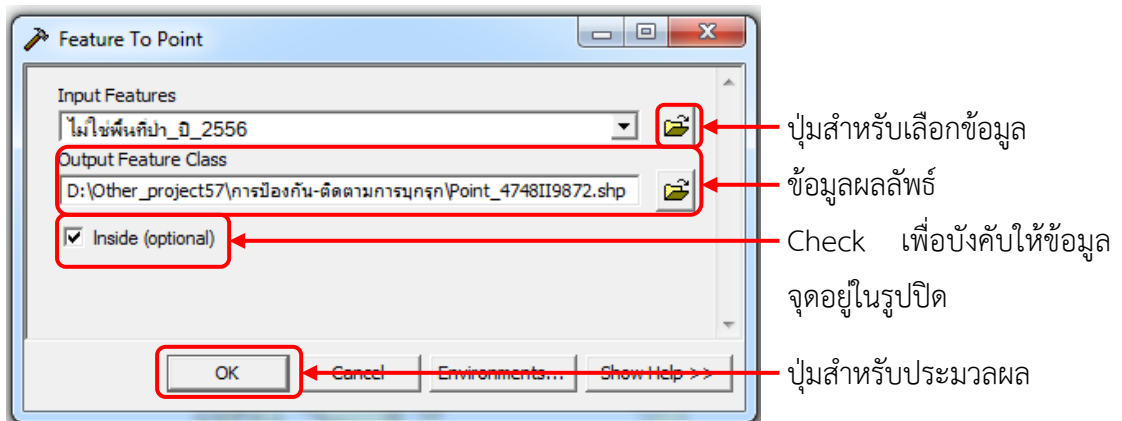 Feature To Point
Input Features
ไม่ใช่พื้นที่ป่า_ปี_2556
ปุ่มสำหรับเลือกข้อมูล
Output Feature Class
D:\Other_project57\การป้องกัน-ติดตามการบุกรุก\Point_4748II9872.shp
ข้อมูลผลลัพธ์
Inside (optional)
Check เพื่อบังคับให้ข้อมูล
จุดอยู่ในรูปปิด
OK
Cancel
Environments...
Show Help >>
ปุ่มสำหรับประมวลผล